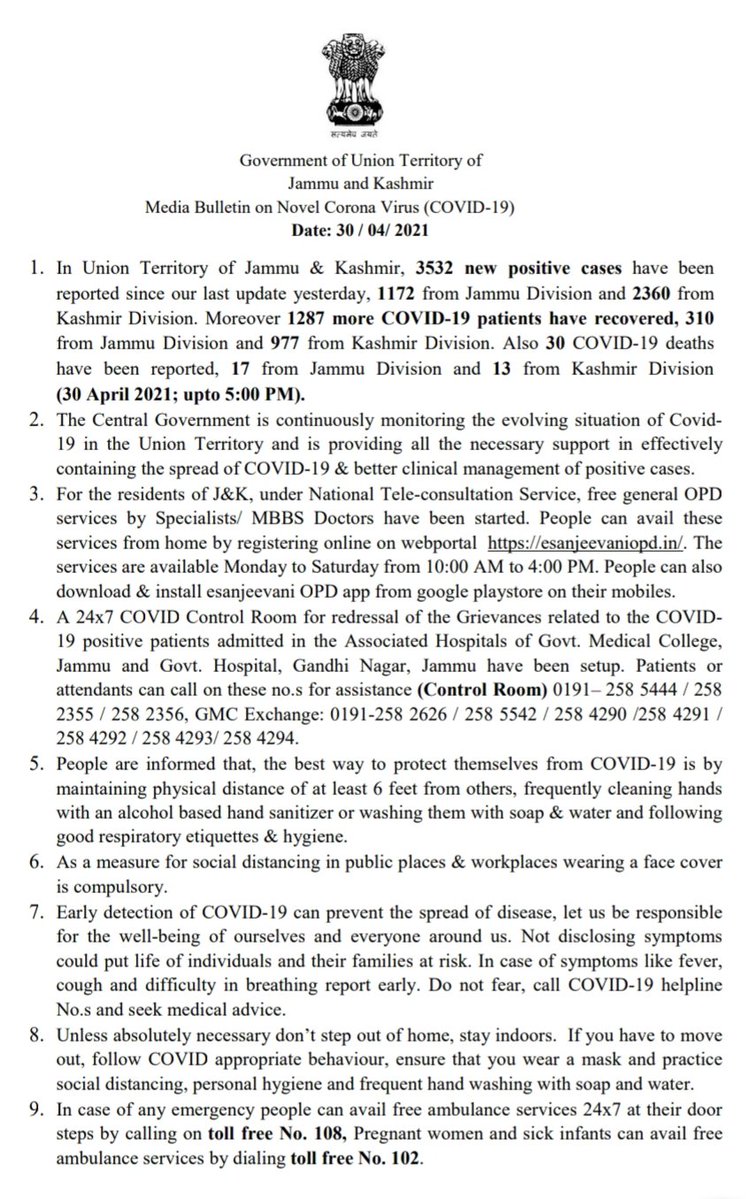 सत्यमेव जयते
Government of Union Territory of
Jammu and Kashmir
Media Bulletin on Novel Corona Virus (COVID-19)
Date: 30 / 04/ 2021
1. In Union Territory of Jammu & Kashmir, 3532 new positive cases have been
reported since our last update yesterday, 1172 from Jammu Division and 2360 from
Kashmir Division. Moreover 1287 more COVID-19 patients have recovered, 310
from Jammu Division and 977 from Kashmir Division. Also 30 COVID-19 deaths
have been reported, 17 from Jammu Division and 13 from Kashmir Division
(30 April 2021; upto 5:00 PM).
2. The Central Government is continuously monitoring the evolving situation of Covid-
19 in the Union Territory and is providing all the necessary support in effectively
containing the spread of COVID-19 & better clinical management of positive cases.
3. For the residents of J&K, under National Tele-consultation Service, free general OPD
services by Specialists/ MBBS Doctors have been started. People can avail these
services from home by registering online on webportal https://esanjeevaniopd.in/. The
services are available Monday to Saturday from 10:00 AM to 4:00 PM. People can also
download & install esanjeevani OPD app from google playstore on their mobiles.
4. A 24x7 COVID Control Room for redressal of the Grievances related to the COVID-
19 positive patients admitted in the Associated Hospitals of Govt. Medical College,
Jammu and Govt. Hospital, Gandhi Nagar, Jammu have been setup. Patients or
attendants can call on these no.s for assistance (Control Room) 0191– 258 5444 / 258
2355 / 258 2356, GMC Exchange: 0191-258 2626 / 258 5542 / 258 4290 /258 4291 /
258 4292 / 258 4293/ 258 4294.
5. People are informed that, the best way to protect themselves from COVID-19 is by
maintaining physical distance of at least 6 feet from others, frequently cleaning hands
with an alcohol based hand sanitizer or washing them with soap & water and following
good respiratory etiquettes & hygiene.
6. As a measure for social distancing in public places & workplaces wearing a face cover
is compulsory.
7. Early detection of COVID-19 can prevent the spread of disease, let us be responsible
for the well-being of ourselves and everyone around us. Not disclosing symptoms
could put life of individuals and their families at risk. In case of symptoms like fever,
cough and difficulty in breathing report early. Do not fear, call COVID-19 helpline
No.s and seek medical advice.
8. Unless absolutely necessary don’t step out of home, stay indoors. If you have to move
out, follow COVID appropriate behaviour, ensure that you wear a mask and practice
social distancing, personal hygiene and frequent hand washing with soap and water.
9. In case of any emergency people can avail free ambulance services 24x7 at their door
steps by calling on toll free No. 108, Pregnant women and sick infants can avail free
ambulance services by dialing toll free No. 102.